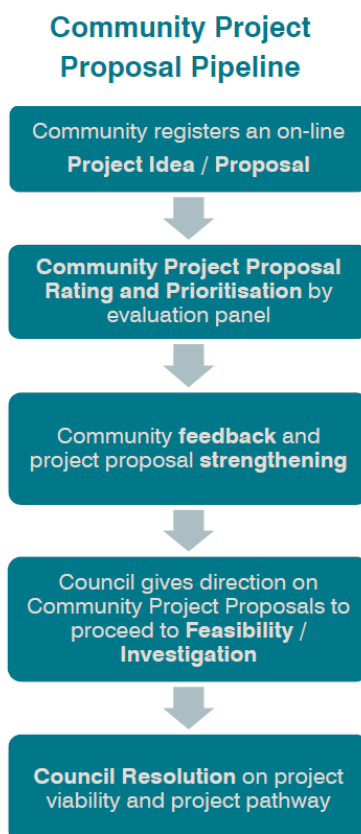 Community Project
Proposal Pipeline
Community registers an on-line
Project Idea / Proposal
Community Project Proposal
Rating and Prioritisation by
evaluation panel
Community feedback and
project proposal strengthening
Council gives direction on
Community Project Proposals to
proceed to Feasibility /
Investigation
Council Resolution on project
viability and project pathway